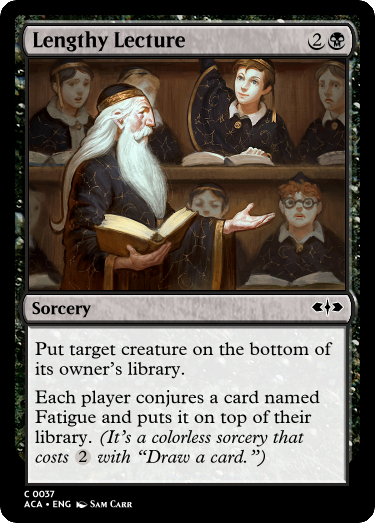 Lengthy Lecture 2
Sorcery
Put target creature on the bottom of
its owner's library.
Each player conjures a card named
Fatigue and puts it on top of their
library. (It's a colorless sorcery that
costs 2 with “Draw a card.”)
C 0037
ACA • ENG Sam Carr